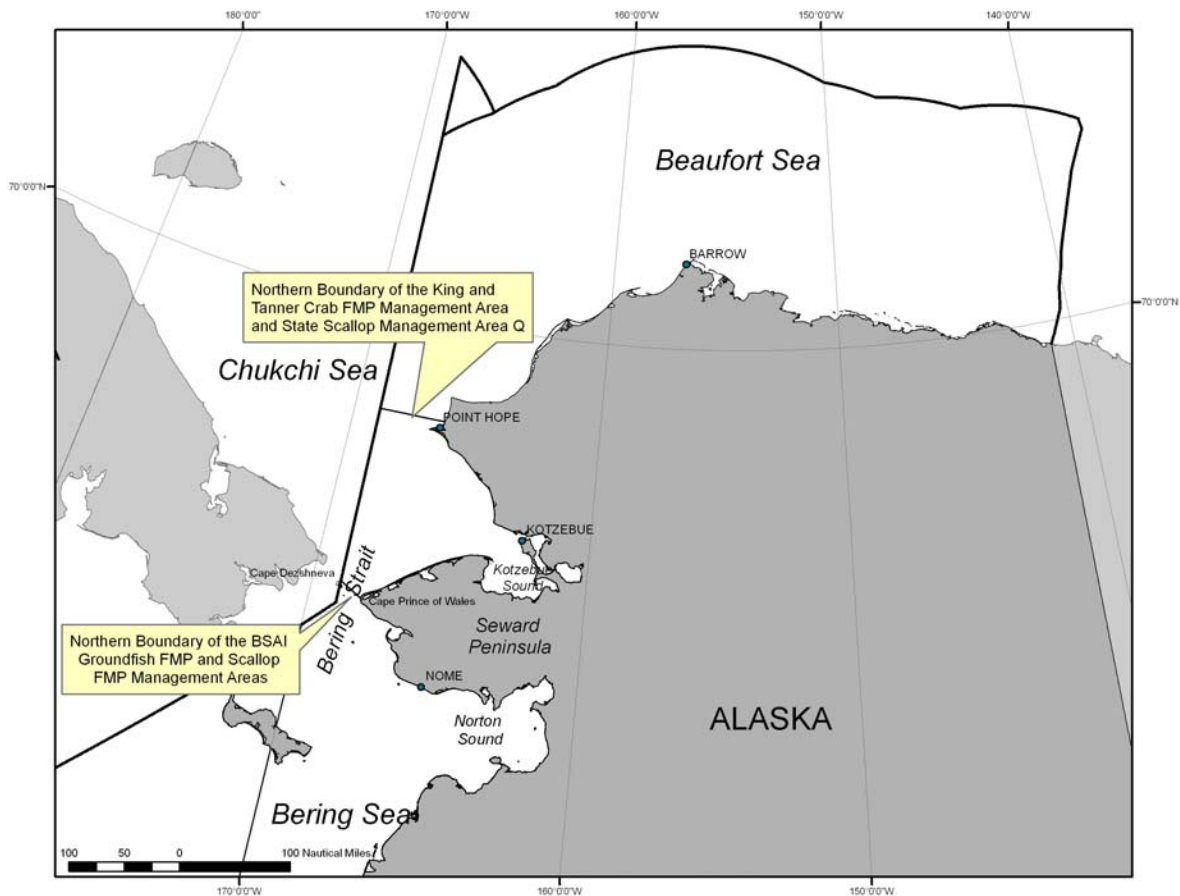 180°0'0"
170°0'0"W
160°0'0"W
150°0'0"W
140°0'0"W
Beaufort Sea
70°0'0"N
BARROW
Northern Boundary of the King and
Tanner Crab FMP Management Area
and State Scallop Management Area Q
70°0'0"N
Chukchi Sea
POINT HOPE
KOTZEBUE
Kotzebue
Sound
Cape Dezshneva
Bering Strait
Cape Prince of Wales
Seward
Peninsula
Northern Boundary of the BSAI
Groundfish FMP and Scallop
FMP Management Areas
NOME
Norton
Sound
ALASKA
Bering Sea
100 50 0 100 Nautical Miles
170°0'0"W
160°0'0"W
150°0'0"W